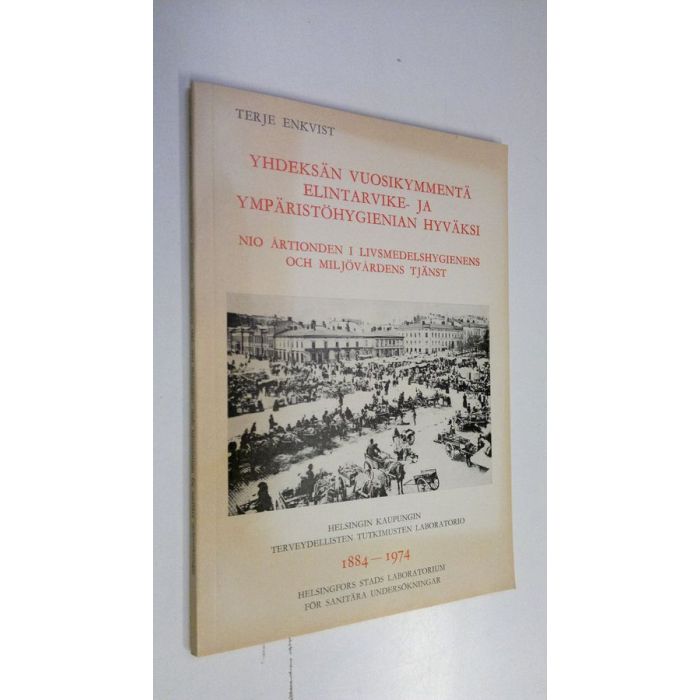 TERJE ENKVIST
YHDEKSÄN VUOSIKYMMENTÄ
ELINTARVIKE- JA
YMPÄRISTÖHYGIENIAN HYVÄKSI
NIO ÅRTIONDEN I LIVSMEDELSHYGIENENS
OCH MILJÖVÅRDENS TJÄNST
HELSINGIN KAUPUNGIN
TERVEYDELLISTEN TUTKIMUSTEN LABORATORIO
1884—1974
HELSINGFORS STADS LABORATORIUM
FÖR SANITÄRA UNDERSÖKNINGAR